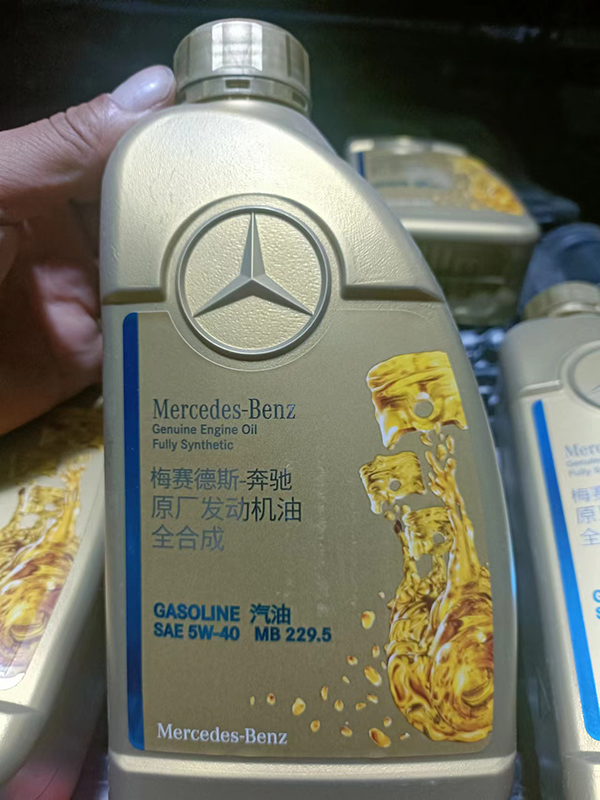 Mercedes-Benz
Genuine Engine Oil
Fully Synthetic
梅赛德斯-奔驰
原厂发动机油
全合成
GASOLINE 汽油
SAE 5W-40 MB 229.5
Mercedes-Benz